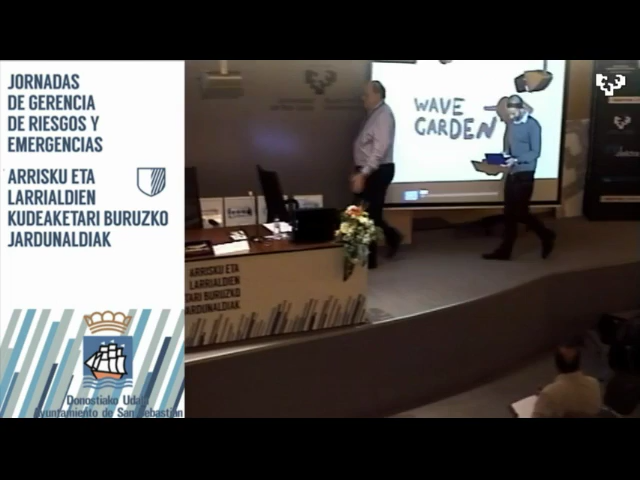 JORNADAS
DE GERENCIA
DE RIESGOS Y
EMERGENCIAS
ARRISKU ETA
LARRIALDIEN
KUDEAKETARI BURUZKO
JARDUNALDIAK
Donostiako Udala
Ayuntamiento de San Sebastián
WAVE
GARDEN
ARRISKU ETA
LARRIALDIEN
TARI BURUZKO
JARDUNALDIAK